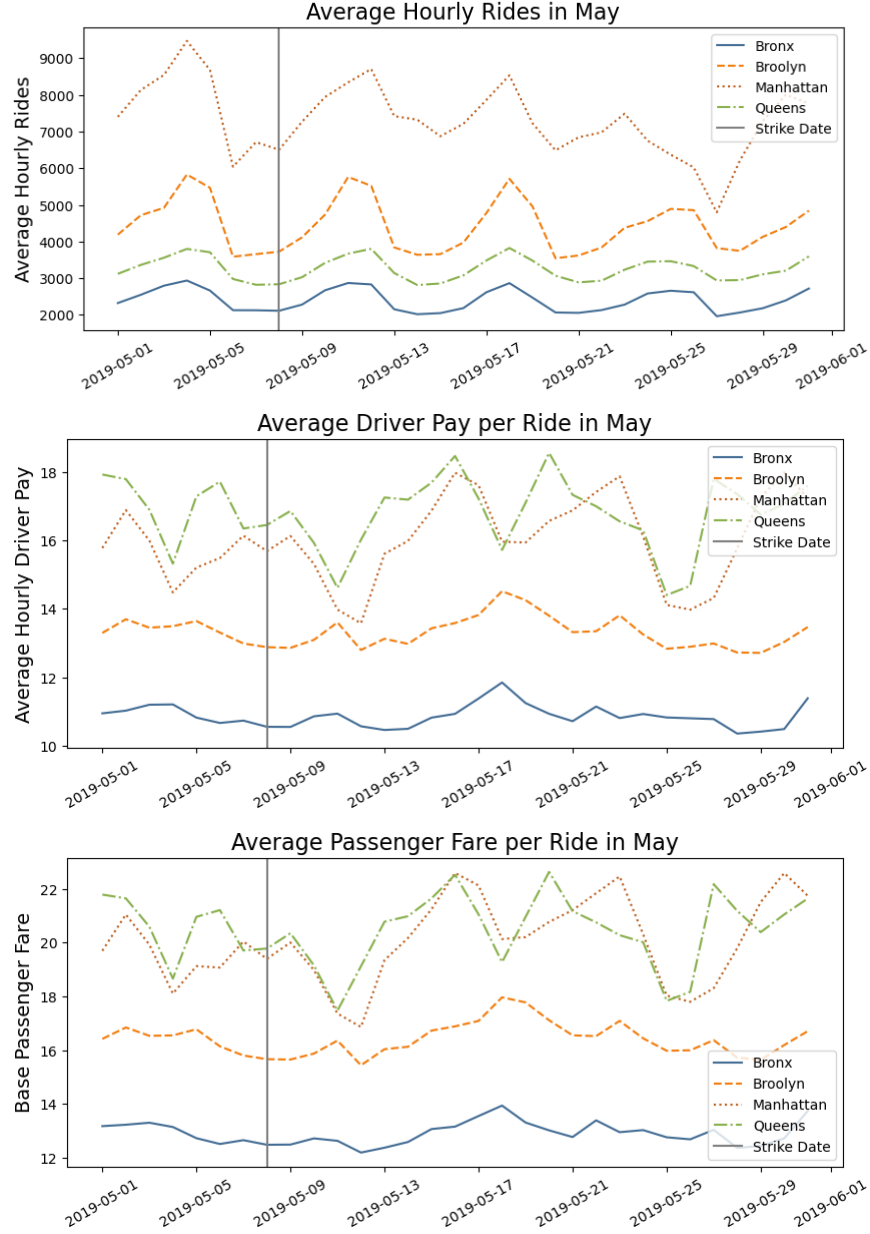 Average Hourly Rides in May
Average Hourly Rides
9000
8000
7000
6000
5000
4000
3000
2000
Bronx
Broolyn
Manhattan
Queens
Strike Date
2019-05-01
2019-05-05
2019-05-09
2019-05-13
2019-05-17
2019-05-21
2019-05-25
2019-05-29
2019-06-01
Average Driver Pay per Ride in May
Average Hourly Driver Pay
18
16
14
12
10
Bronx
Broolyn
Manhattan
Queens
Strike Date
2019-05-01
2019-05-05
2019-05-09
2019-05-13
2019-05-17
2019-05-21
2019-05-25
2019-05-29
2019-06-01
Average Passenger Fare per Ride in May
Base Passenger Fare
22
20
18
16
14
12
Bronx
Broolyn
Manhattan
Queens
Strike Date
2019-05-01
2019-05-05
2019-05-09
2019-05-13
2019-05-17
2019-05-21
2019-05-25
2019-05-29
2019-06-01